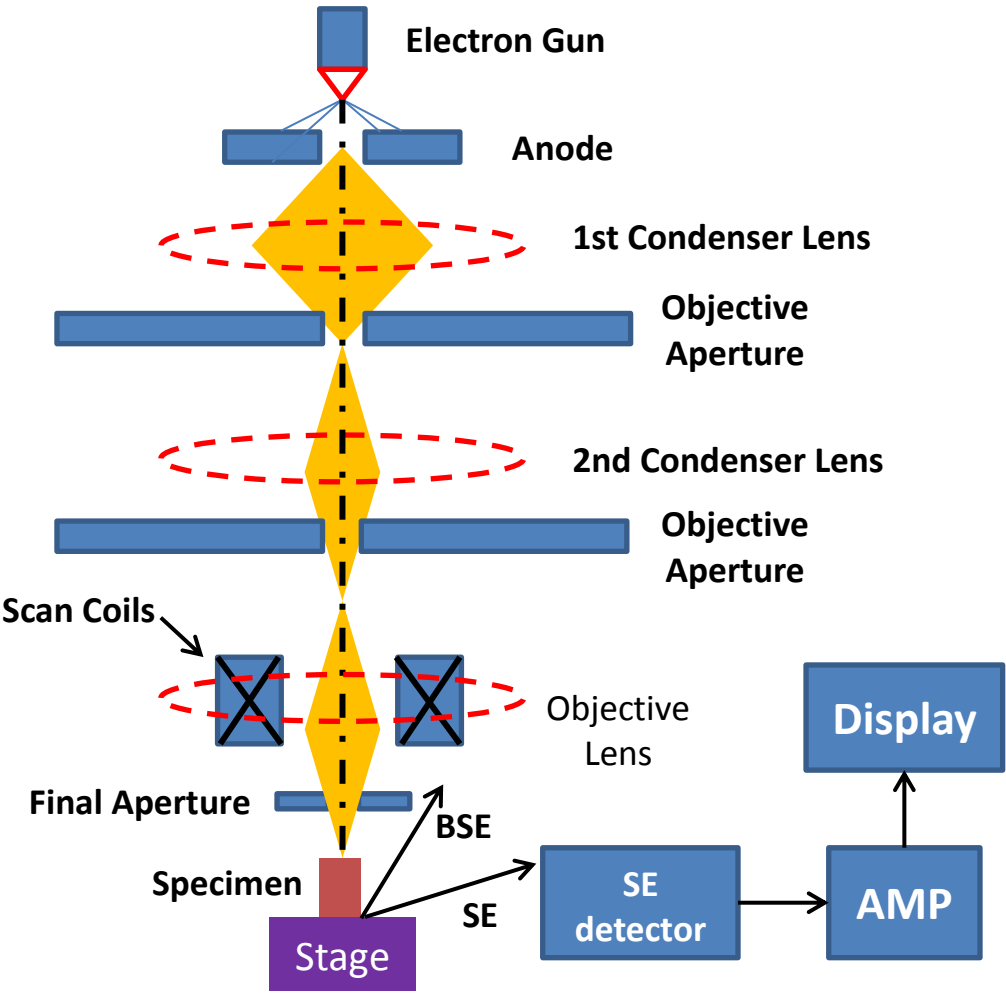 Electron Gun
Anode
1st Condenser Lens
Objective
Aperture
2nd Condenser Lens
Objective
Aperture
Scan Coils
Objective
Lens
Display
Final Aperture
BSE
Specimen
SE
SE
detector
AMP
Stage